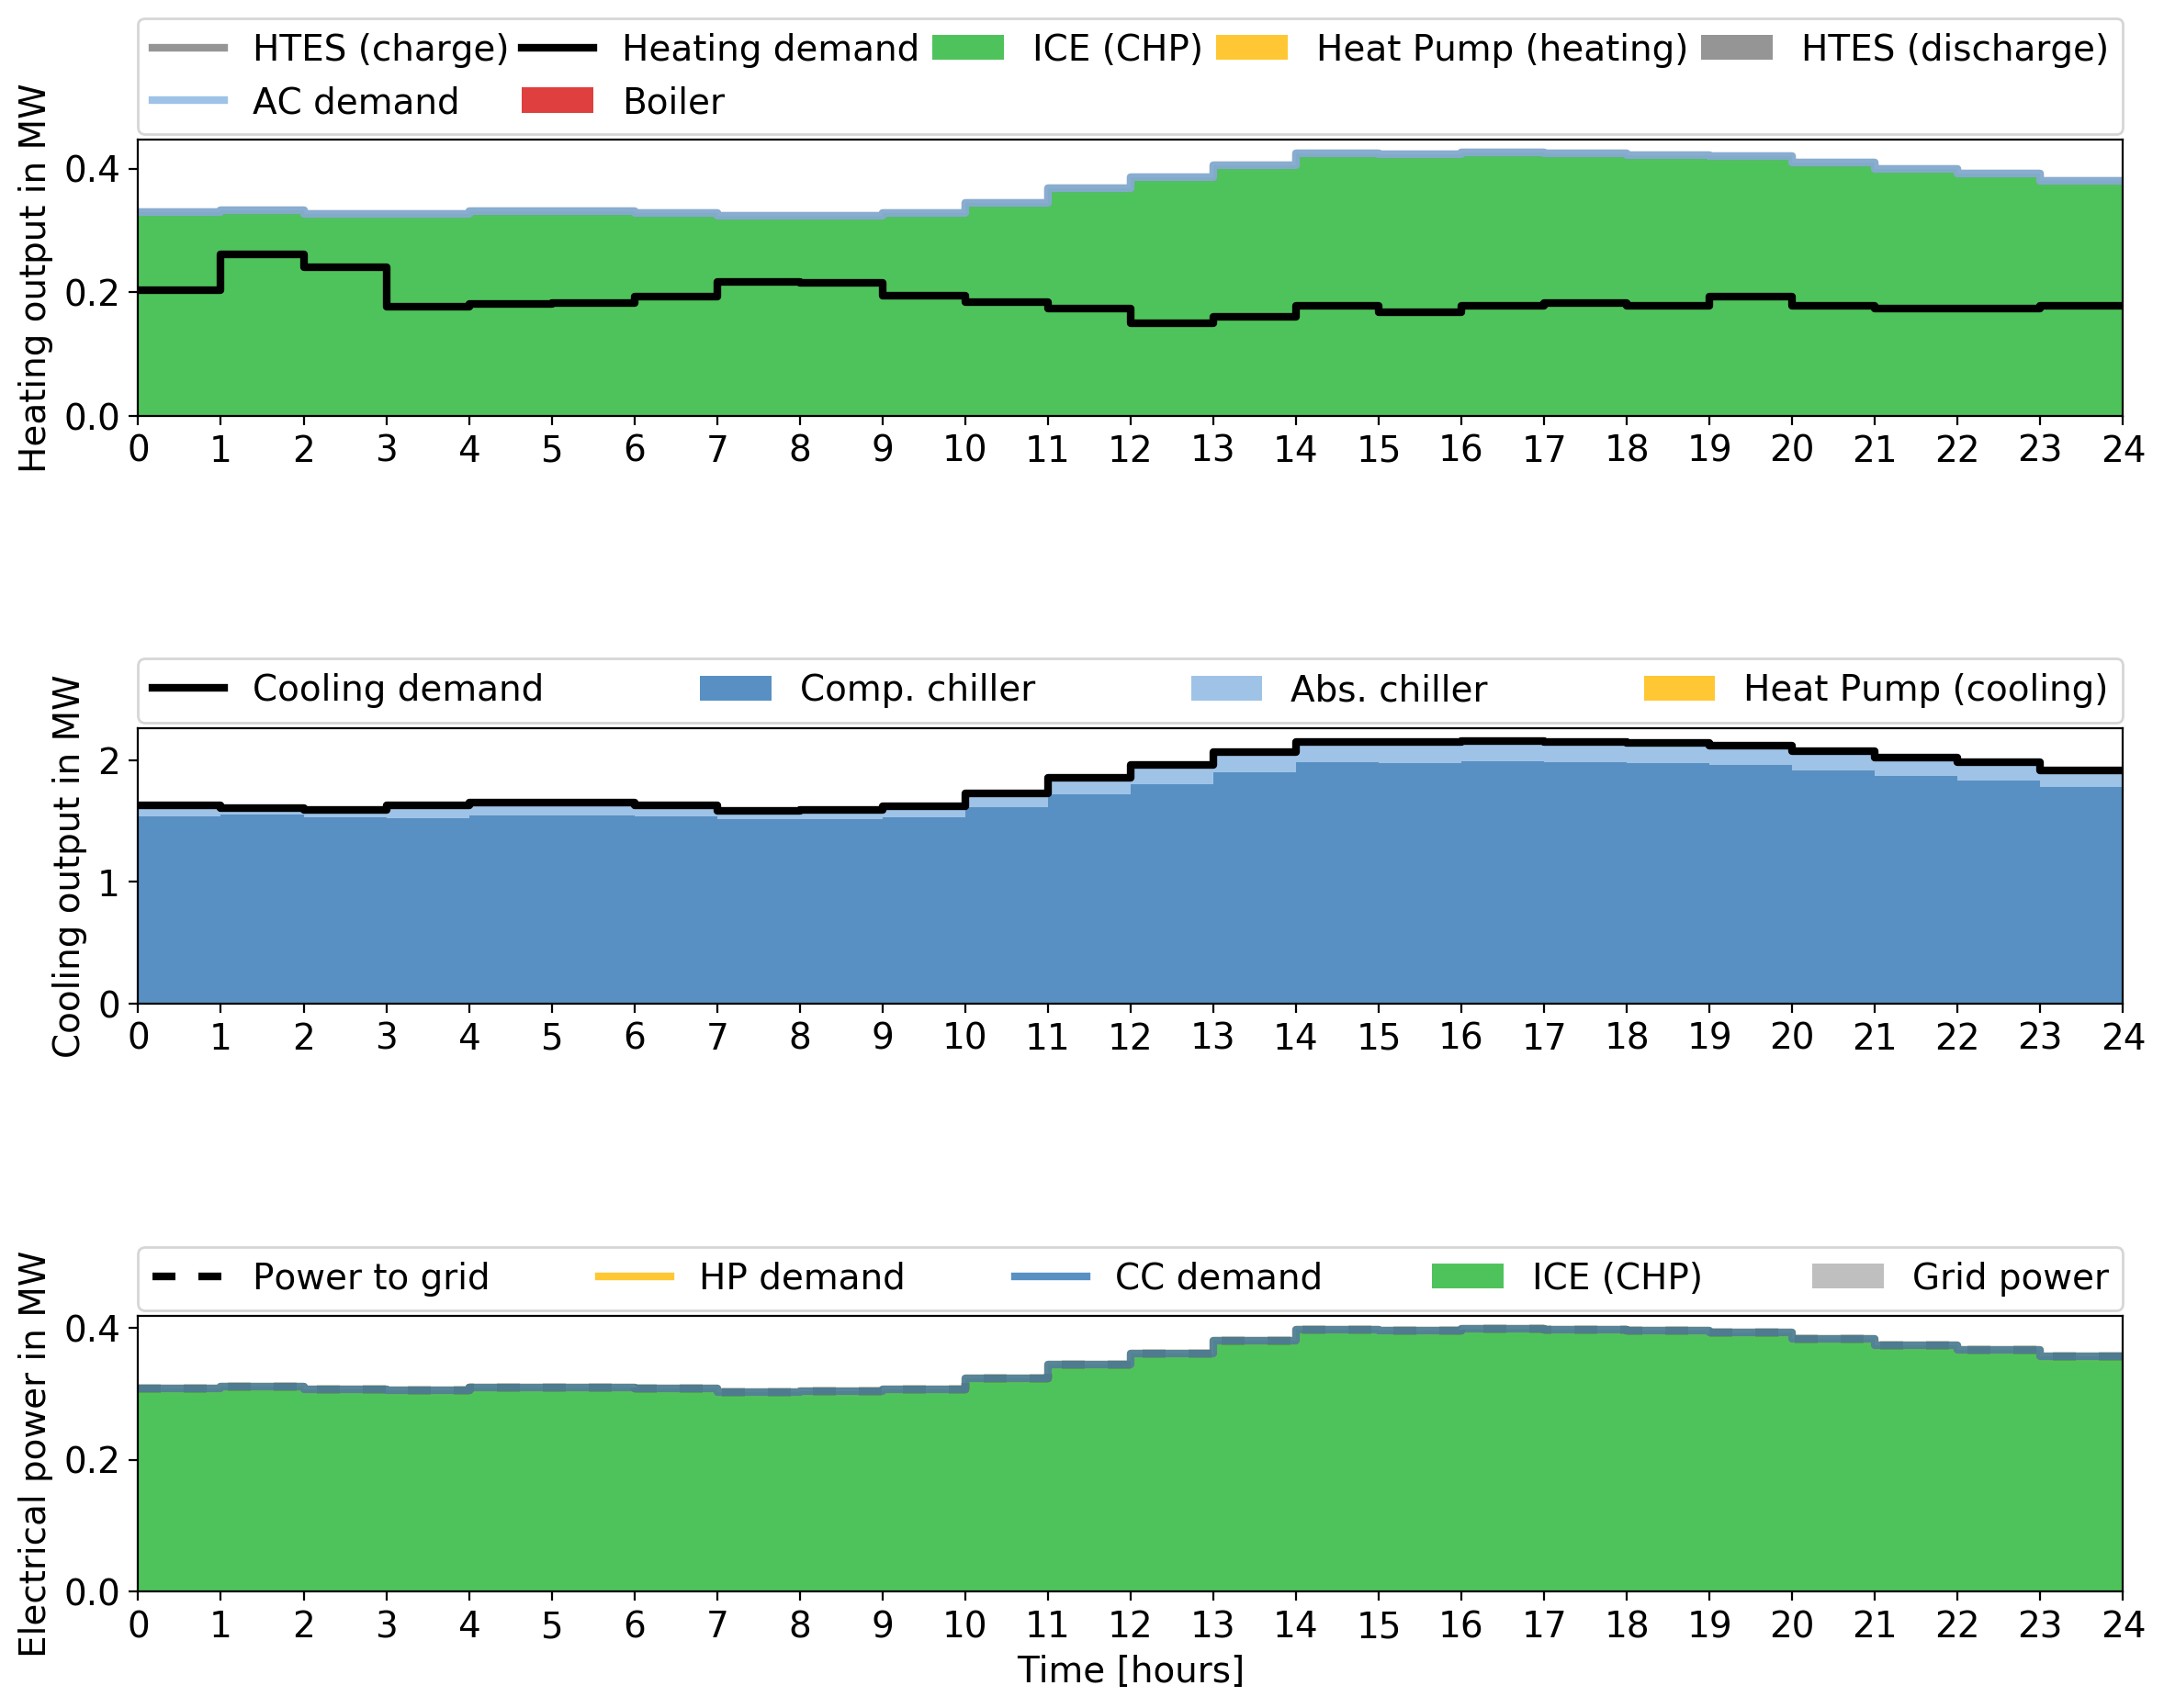 HTES (charge) Heating demand ICE (CHP) Heat Pump (heating) HTES (discharge)
AC demand Boiler
Heating output in MW
0.4
0.2
0.0
0 1 2 3 4 5 6 7 8 9 10 11 12 13 14 15 16 17 18 19 20 21 22 23 24
Cooling demand Comp. chiller Abs. chiller Heat Pump (cooling)
Cooling output in MW
2
1
0
0 1 2 3 4 5 6 7 8 9 10 11 12 13 14 15 16 17 18 19 20 21 22 23 24
Power to grid HP demand CC demand ICE (CHP) Grid power
Electrical power in MW
0.4
0.2
0.0
0 1 2 3 4 5 6 7 8 9 10 11 12 13 14 15 16 17 18 19 20 21 22 23 24
Time [hours]